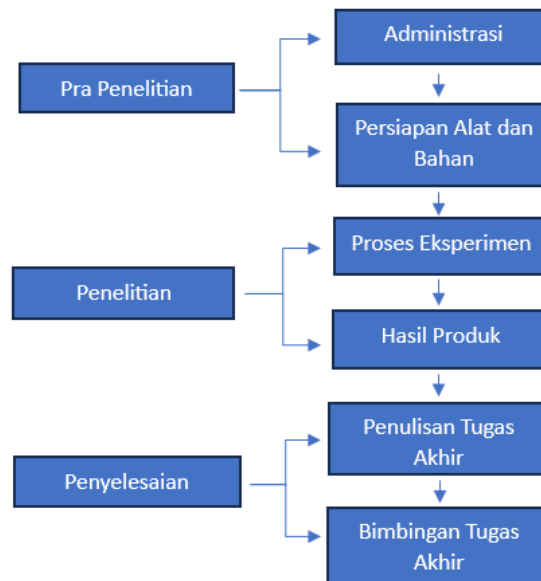 Administrasi
Pra Penelitian
Persiapan Alat dan
Bahan
Proses Eksperimen
Penelitian
Hasil Produk
Penulisan Tugas
Akhir
Penyelesaian
Bimbingan Tugas
Akhir